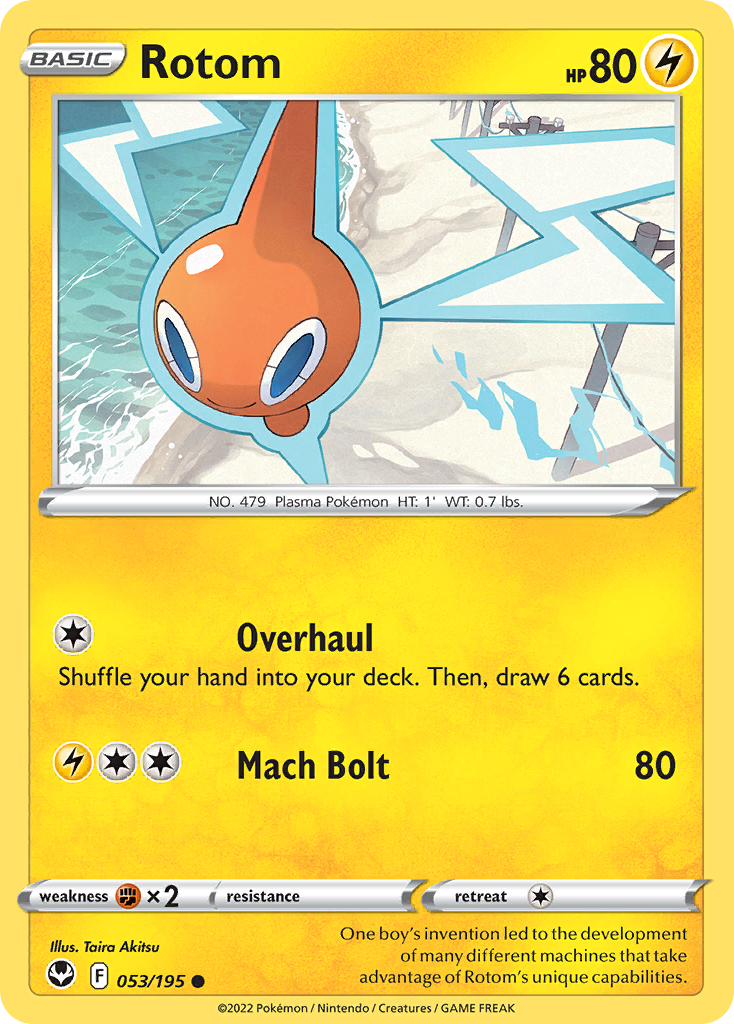 BASIC Rotom HP 80
NO. 479 Plasma Pokémon HT: 1' WT: 0.7 lbs.
Overhaul
Shuffle your hand into your deck. Then, draw 6 cards.
Mach Bolt 80
weakness ×2 resistance retreat
Illus. Taira Akitsu
F 053/195
One boy's invention led to the development
of many different machines that take
advantage of Rotom's unique capabilities.
©2022 Pokémon / Nintendo / Creatures / GAME FREAK